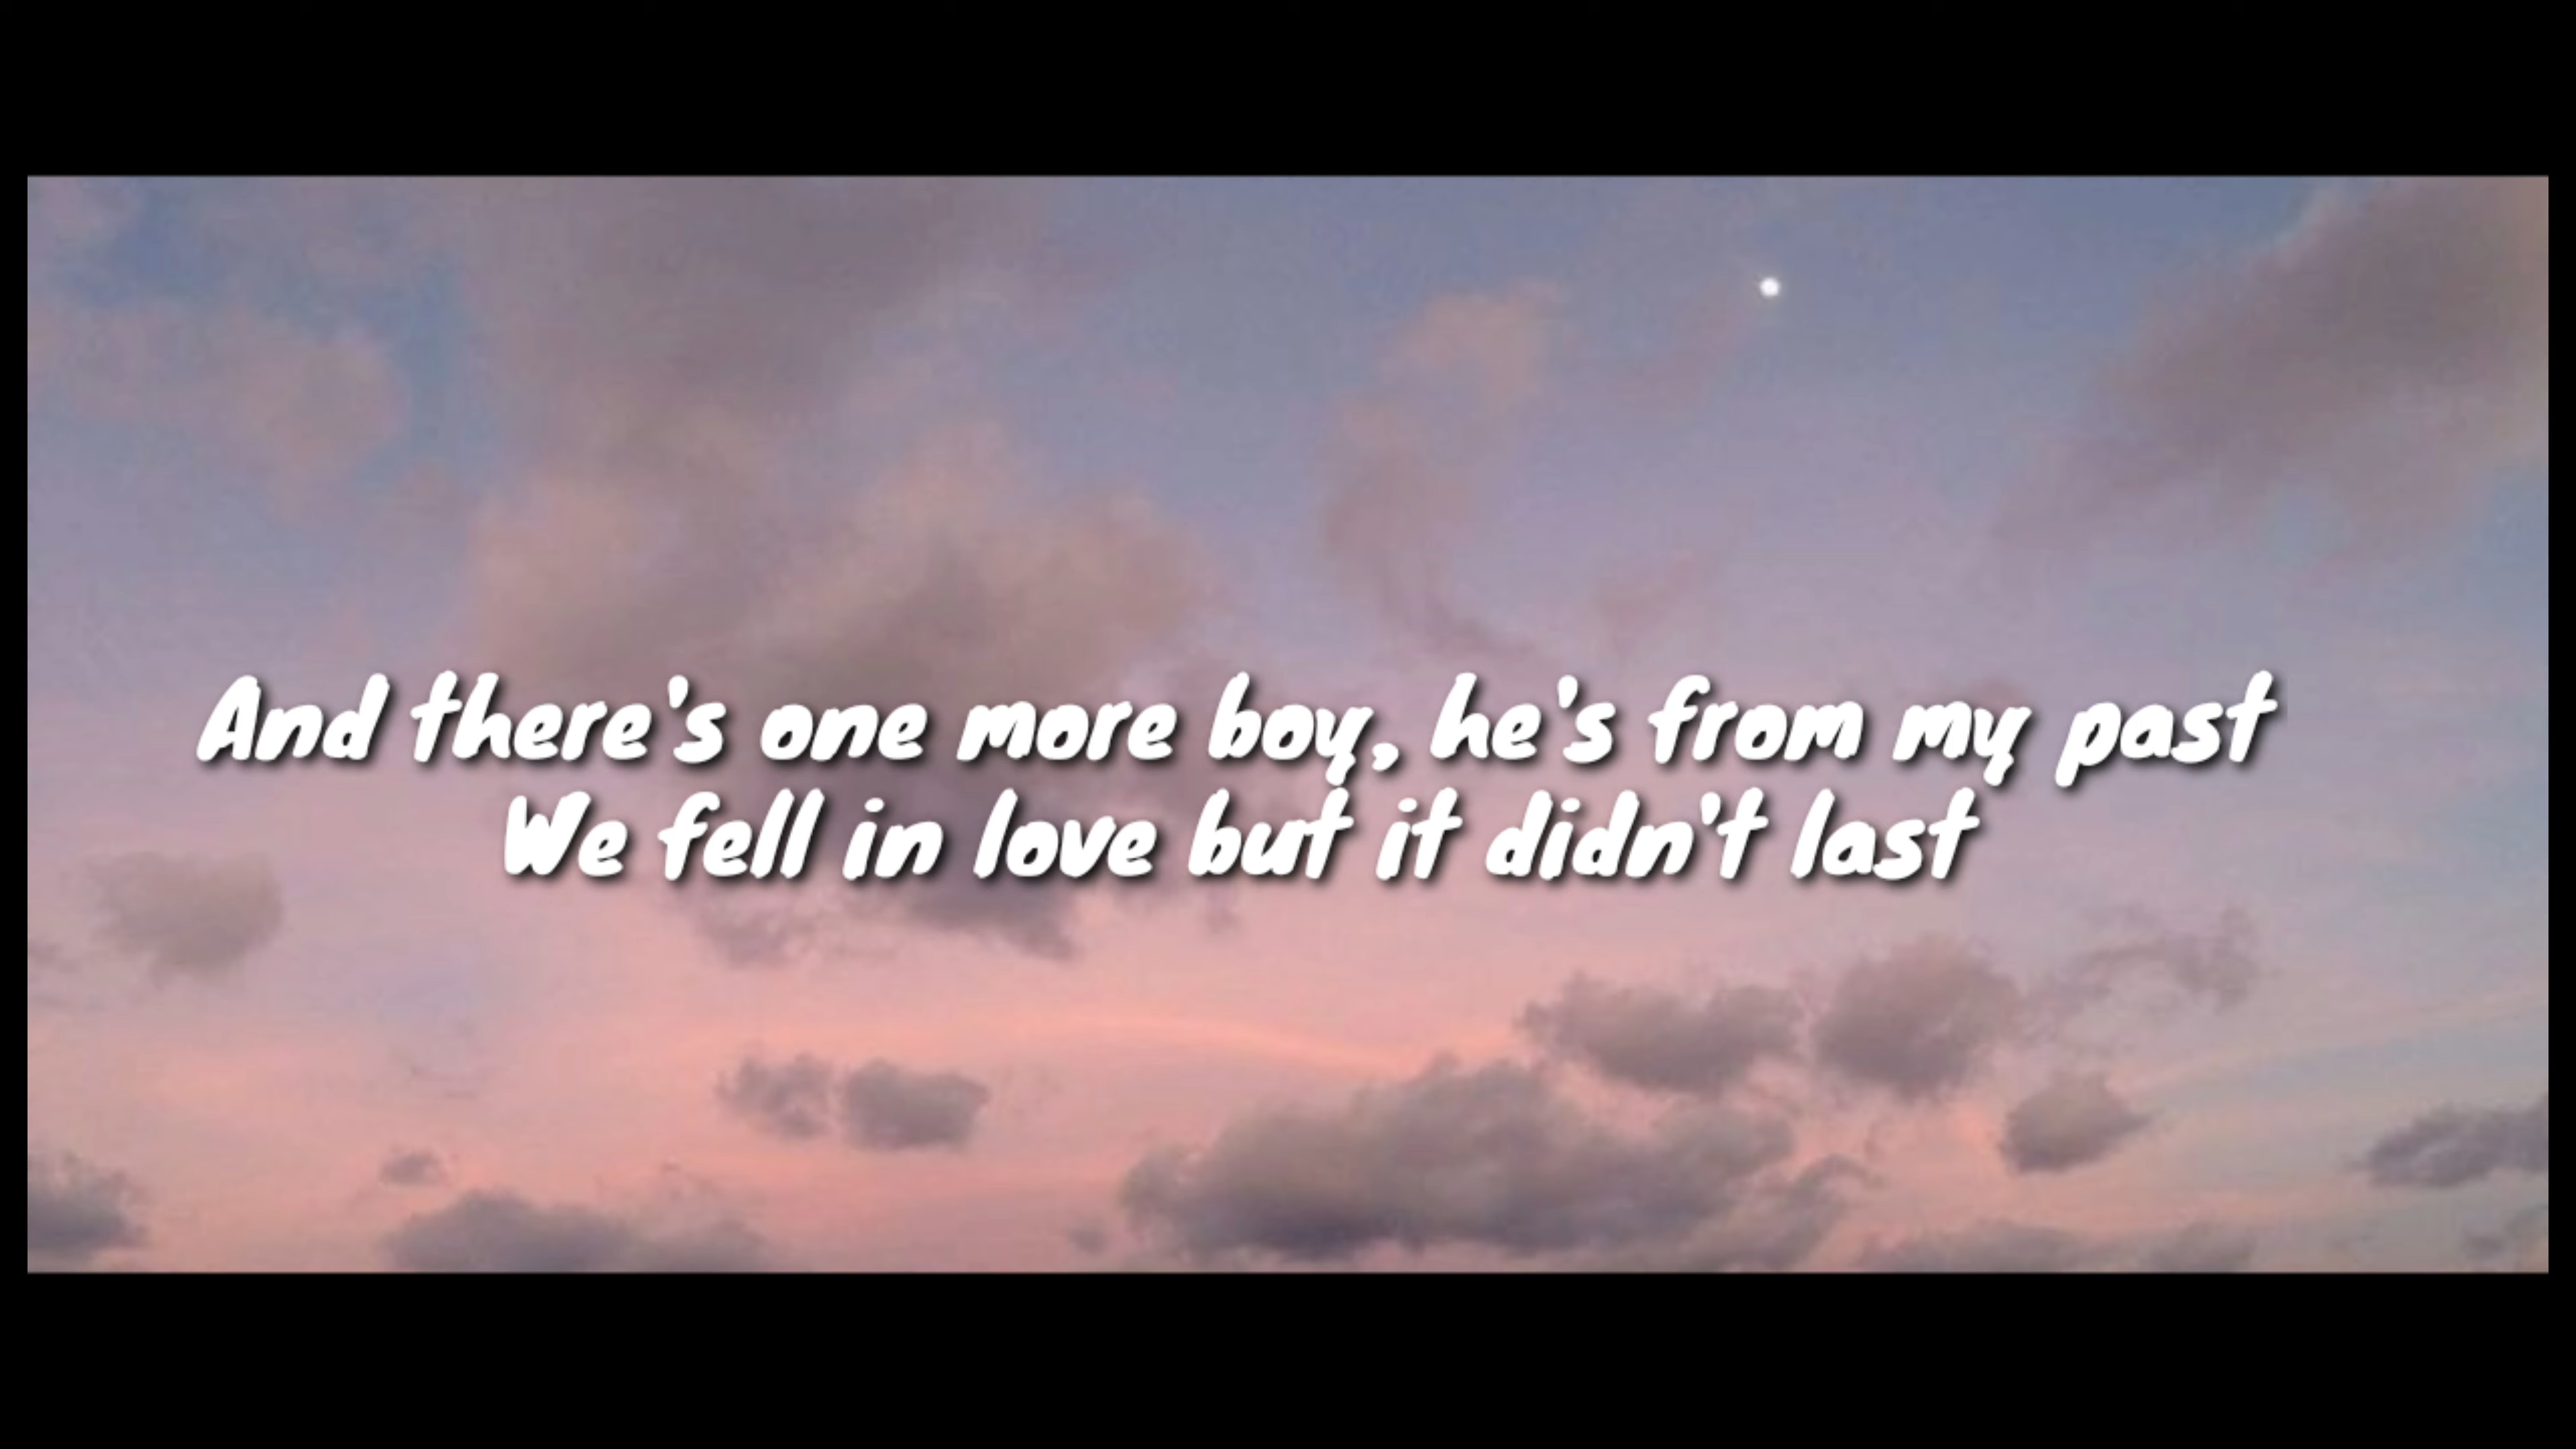 And there's one more boy, he's from my past
We fell in love but it didn't last